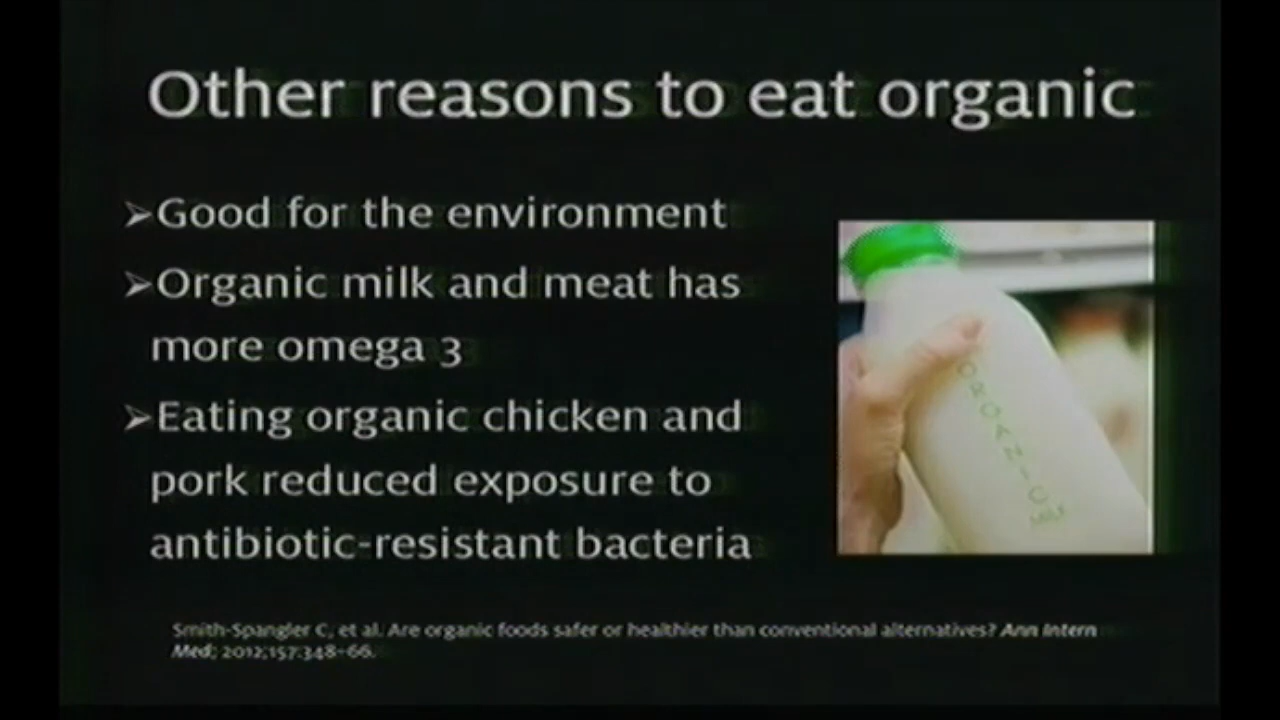 Other reasons to eat organic
➢Good for the environment
➢Organic milk and meat has
more omega 3
➢Eating organic chicken and
pork reduced exposure to
antibiotic-resistant bacteria
ORGANIC
MILK
Smith-Spangler C, et al. Are organic foods safer or healthier than conventional alternatives? Ann Intern
Med; 2012;157:348-66.